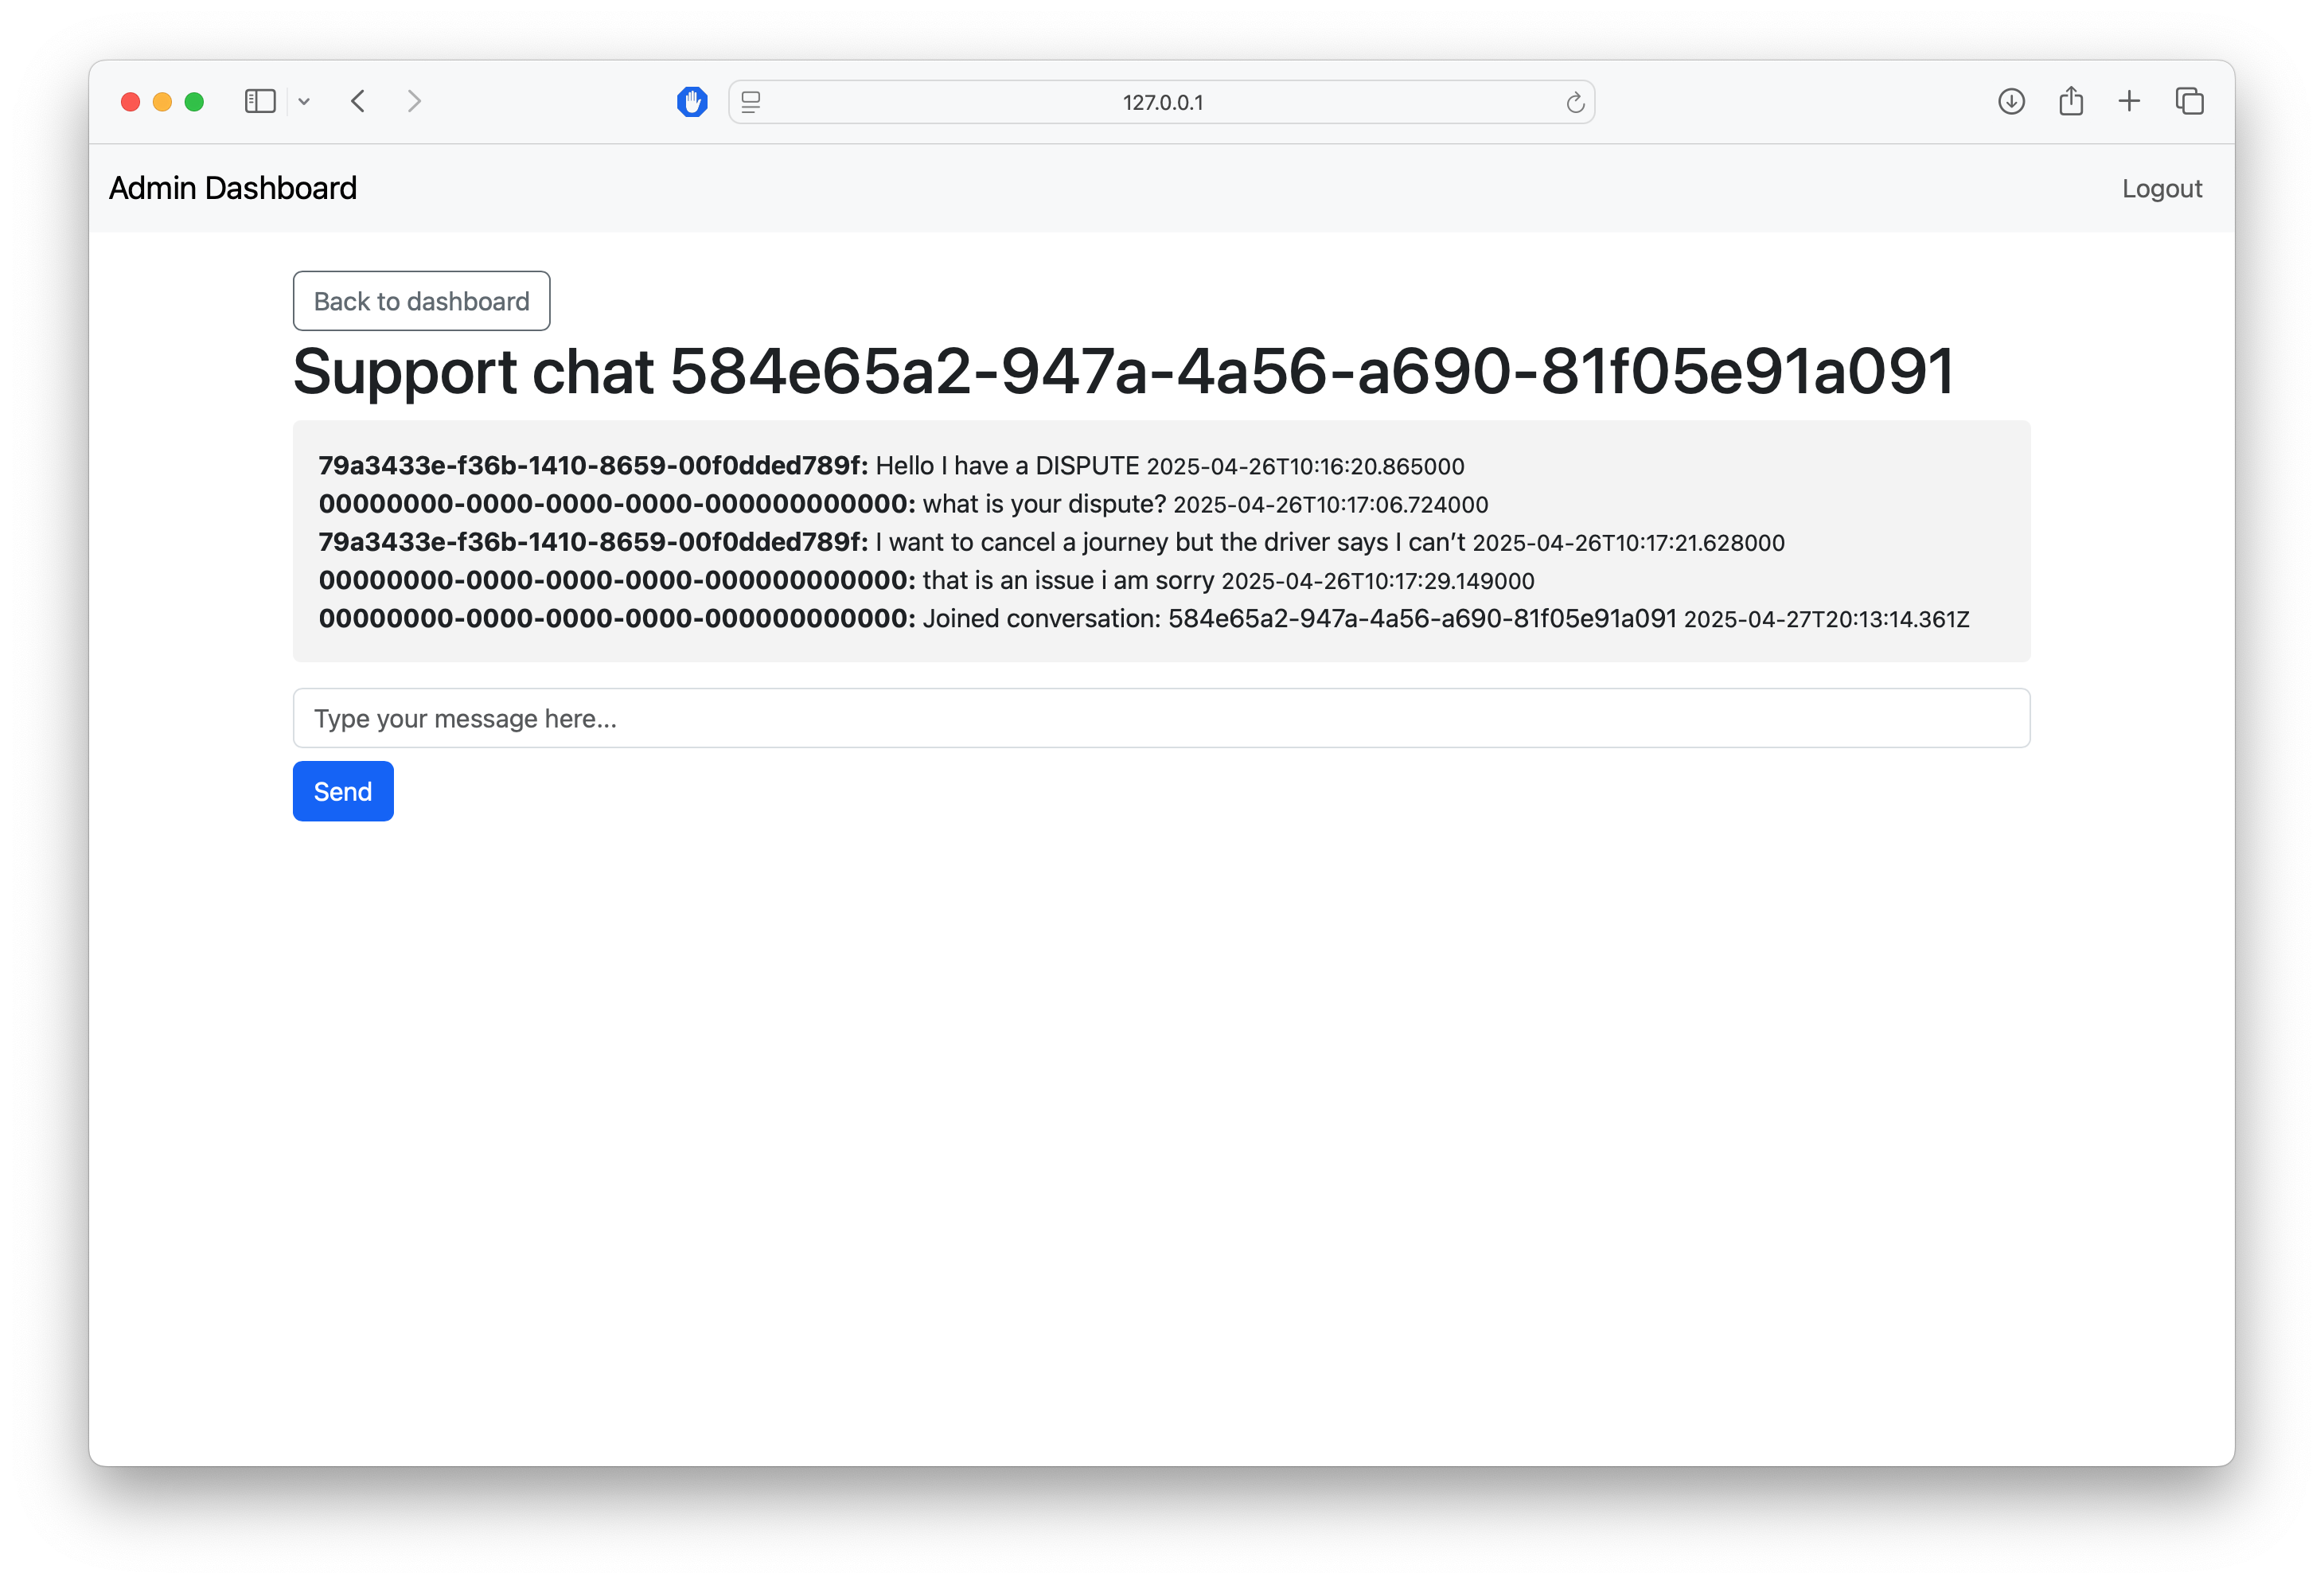 127.0.0.1
Admin Dashboard
Logout
Back to dashboard
Support chat 584e65a2-947a-4a56-a690-81f05e91a091
79a3433e-f36b-1410-8659-00f0dded789f: Hello I have a DISPUTE 2025-04-26T10:16:20.865000
00000000-0000-0000-0000-000000000000: what is your dispute? 2025-04-26T10:17:06.724000
79a3433e-f36b-1410-8659-00f0dded789f: I want to cancel a journey but the driver says I can’t 2025-04-26T10:17:21.628000
00000000-0000-0000-0000-000000000000: that is an issue i am sorry 2025-04-26T10:17:29.149000
00000000-0000-0000-0000-000000000000: Joined conversation: 584e65a2-947a-4a56-a690-81f05e91a091 2025-04-27T20:13:14.361Z
Type your message here...
Send